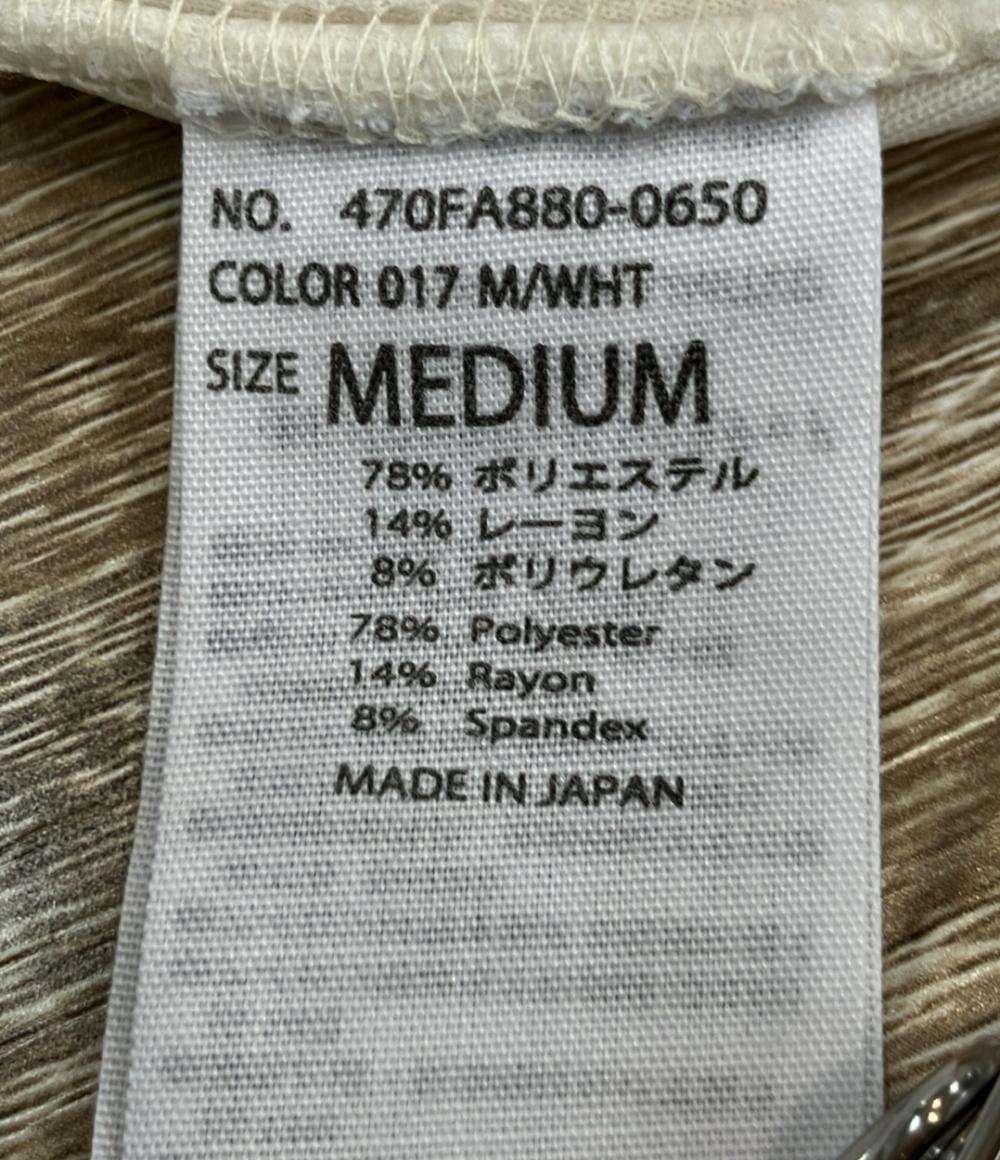 NO. 470FA880-0650
COLOR 017 M/WHT
SIZE MEDIUM
78% ポリエステル
14% レーヨン
8% ポリウレタン
78% Polyester
14% Rayon
8% Spandex
MADE IN JAPAN